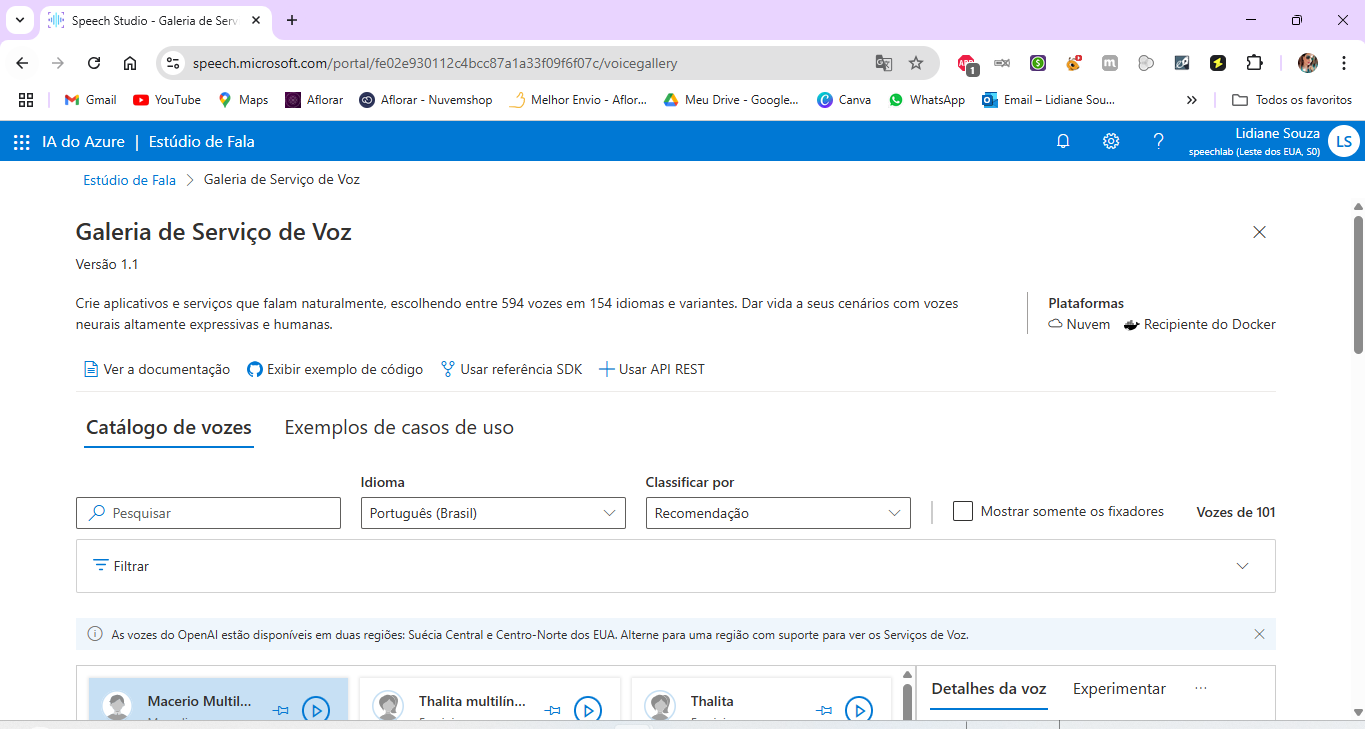 Speech Studio - Galeria de Serv
speech.microsoft.com/portal/fe02e930112c4bcc87a1a33f09f6f07c/voicegallery
1
Gmail
YouTube
Maps
Aflorar
Aflorar - Nuvemshop
Melhor Envio - Aflor...
Meu Drive - Google...
Canva
WhatsApp
Email – Lidiane Sou...
Todos os favoritos
IA do Azure | Estúdio de Fala
Lidiane Souza
speechlab (Leste dos EUA, S0)
LS
Estúdio de Fala > Galeria de Serviço de Voz
Galeria de Serviço de Voz
Versão 1.1
Crie aplicativos e serviços que falam naturalmente, escolhendo entre 594 vozes em 154 idiomas e variantes. Dar vida a seus cenários com vozes
neurais altamente expressivas e humanas.
Plataformas
Nuvem
Recipiente do Docker
Ver a documentação
Exibir exemplo de código
Usar referência SDK
Usar API REST
Catálogo de vozes
Exemplos de casos de uso
Idioma
Classificar por
Pesquisar
Português (Brasil)
Recomendação
Mostrar somente os fixadores
Vozes de 101
Filtrar
As vozes do OpenAI estão disponíveis em duas regiões: Suécia Central e Centro-Norte dos EUA. Alterne para uma região com suporte para ver os Serviços de Voz.
Macerio Multil...
Thalita multilín...
Thalita
Detalhes da voz
Experimentar
...